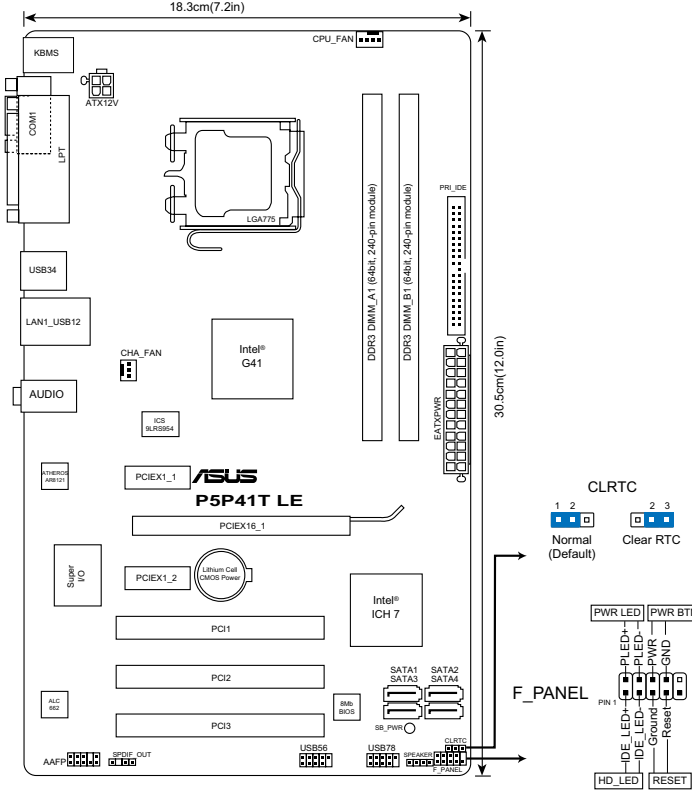 18.3cm(7.2in)
CPU_FAN
KBMS
ATX12V
COM1
LPT
LGA775
DDR3 DIMM_A1 (64bit, 240-pin module)
DDR3 DIMM_B1 (64bit, 240-pin module)
PRI_IDE
30.5cm(12.0in)
USB34
LAN1_USB12
CHA_FAN
Intel®
G41
EATXPWR
AUDIO
ICS
9LRS954
ATHEROS
AR8121
PCIEX1_1
ASUS
P5P41T LE
PCIEX16_1
CLRTC
1 2
2 3
Normal
(Default)
Clear RTC
Super
I/O
PCIEX1_2
Lithium Cell
CMOS Power
Intel®
ICH 7
PCI1
PCI2
PCI3
SATA1
SATA3
SATA2
SATA4
ALC
662
8Mb
BIOS
SB_PWR
CLRTC
AAFP
SPDIF_OUT
USB56
USB78
SPEAKER
F_PANEL
F_PANEL
PWR LED
PWR BTN
PLED+
PLED-
PWR
GND
PIN 1
IDE_LED+
IDE_LED-
Ground
Reset
HD_LED
RESET